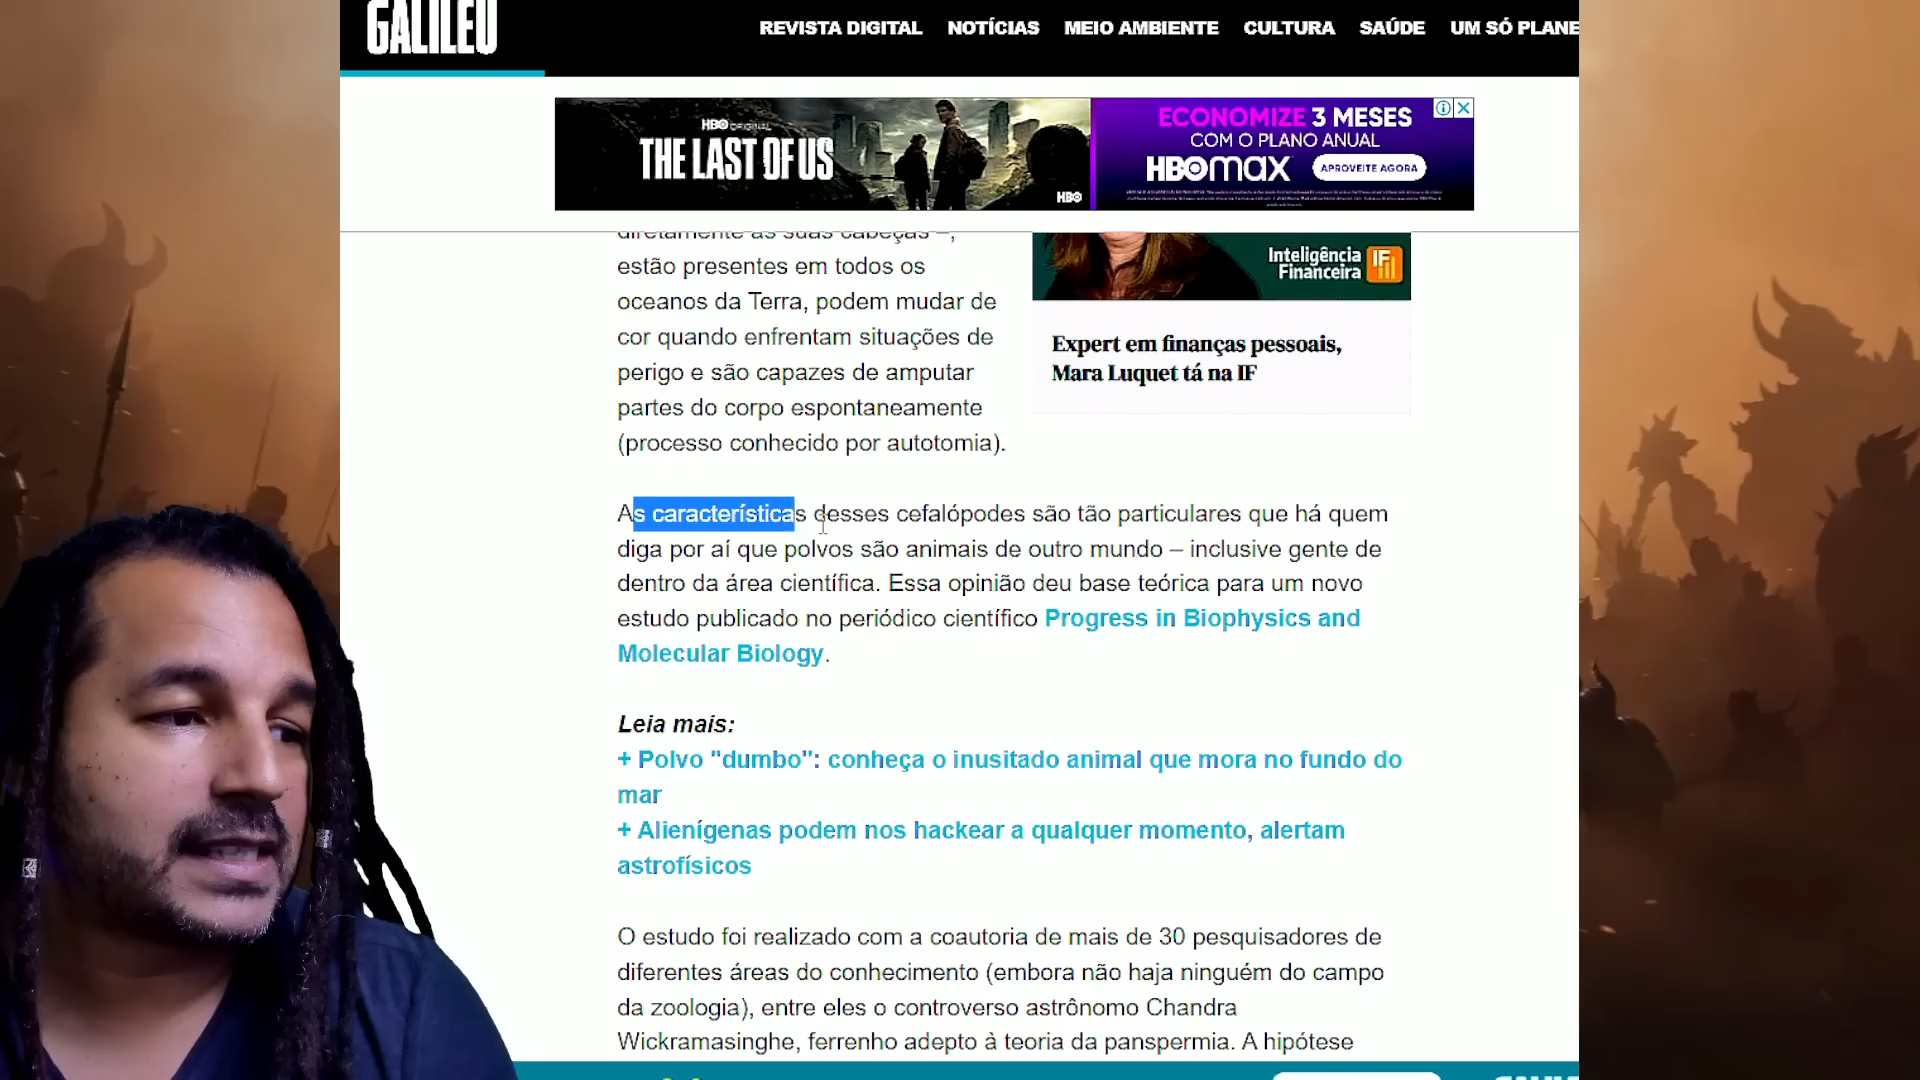 GALILEU
REVISTA DIGITAL NOTÍCIAS MEIO AMBIENTE CULTURA SAÚDE UM SÓ PLANE
HBO ORIGINAL
THE LAST OF US
HBO
ECONOMIZE 3 MESES
COM O PLANO ANUAL
HBOmax APROVEITE AGORA
diretamente às suas cabeças –,
estão presentes em todos os
oceanos da Terra, podem mudar de
cor quando enfrentam situações de
perigo e são capazes de amputar
partes do corpo espontaneamente
(processo conhecido por autotomia).
Inteligência
Financeira
IF
Expert em finanças pessoais,
Mara Luquet tá na IF
As características desses cefalópodes são tão particulares que há quem
diga por aí que polvos são animais de outro mundo – inclusive gente de
dentro da área científica. Essa opinião deu base teórica para um novo
estudo publicado no periódico científico Progress in Biophysics and
Molecular Biology.
Leia mais:
+ Polvo "dumbo": conheça o inusitado animal que mora no fundo do
mar
+ Alienígenas podem nos hackear a qualquer momento, alertam
astrofísicos
O estudo foi realizado com a coautoria de mais de 30 pesquisadores de
diferentes áreas do conhecimento (embora não haja ninguém do campo
da zoologia), entre eles o controverso astrônomo Chandra
Wickramasinghe, ferrenho adepto à teoria da panspermia. A hipótese